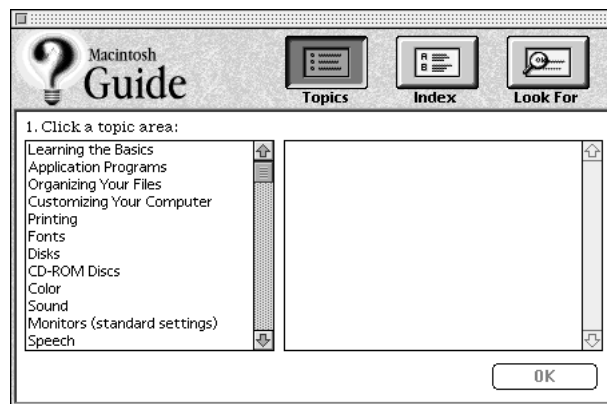 Macintosh
Guide
Topics
Index
Look For
1. Click a topic area:
Learning the Basics
Application Programs
Organizing Your Files
Customizing Your Computer
Printing
Fonts
Disks
CD-ROM Discs
Color
Sound
Monitors (standard settings)
Speech
OK